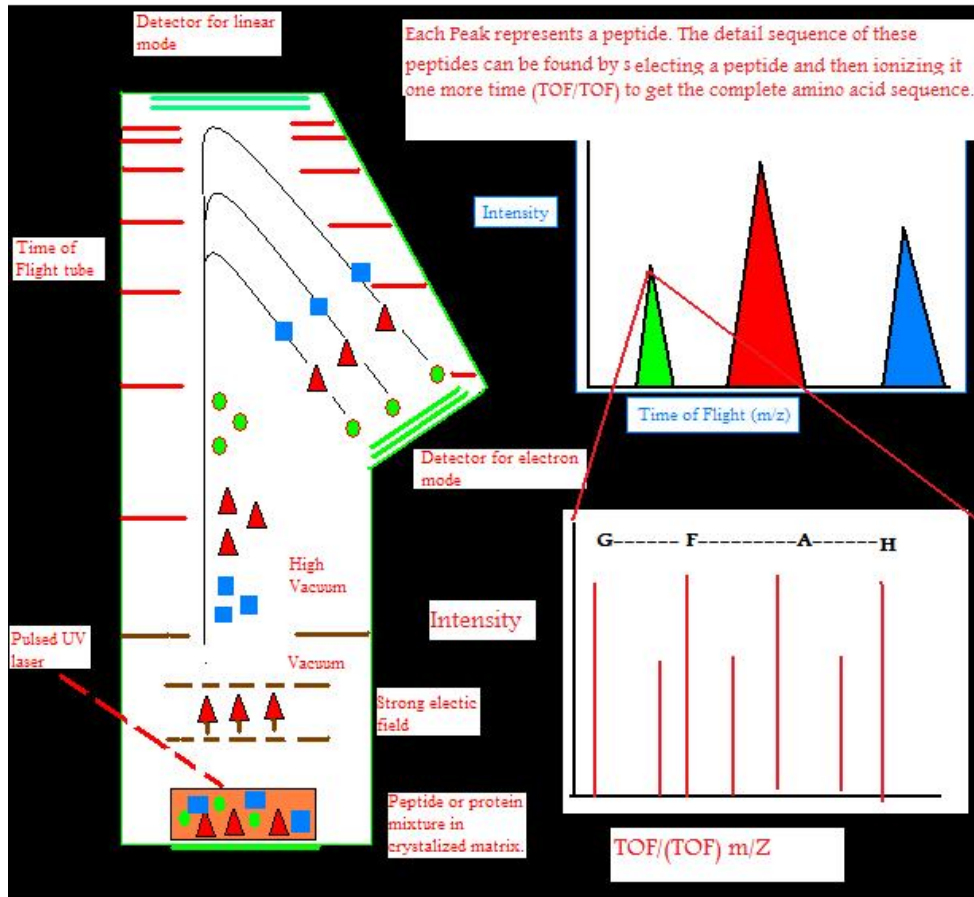 Detector for linear
mode
Each Peak represents a peptide. The detail sequence of these
peptides can be found by s electing a peptide and then ionizing it
one more time (TOF/TOF) to get the complete amino acid sequence.
Intensity
Time of
Flight tube
Time of Flight (m/z)
Detector for electron
mode
G------ F---------A------H
High
Vacuum
Intensity
Pulsed UV
laser
Vacuum
Strong electic
field
Peptide or protein
mixture in
crystalized matrix.
TOF/(TOF) m/Z